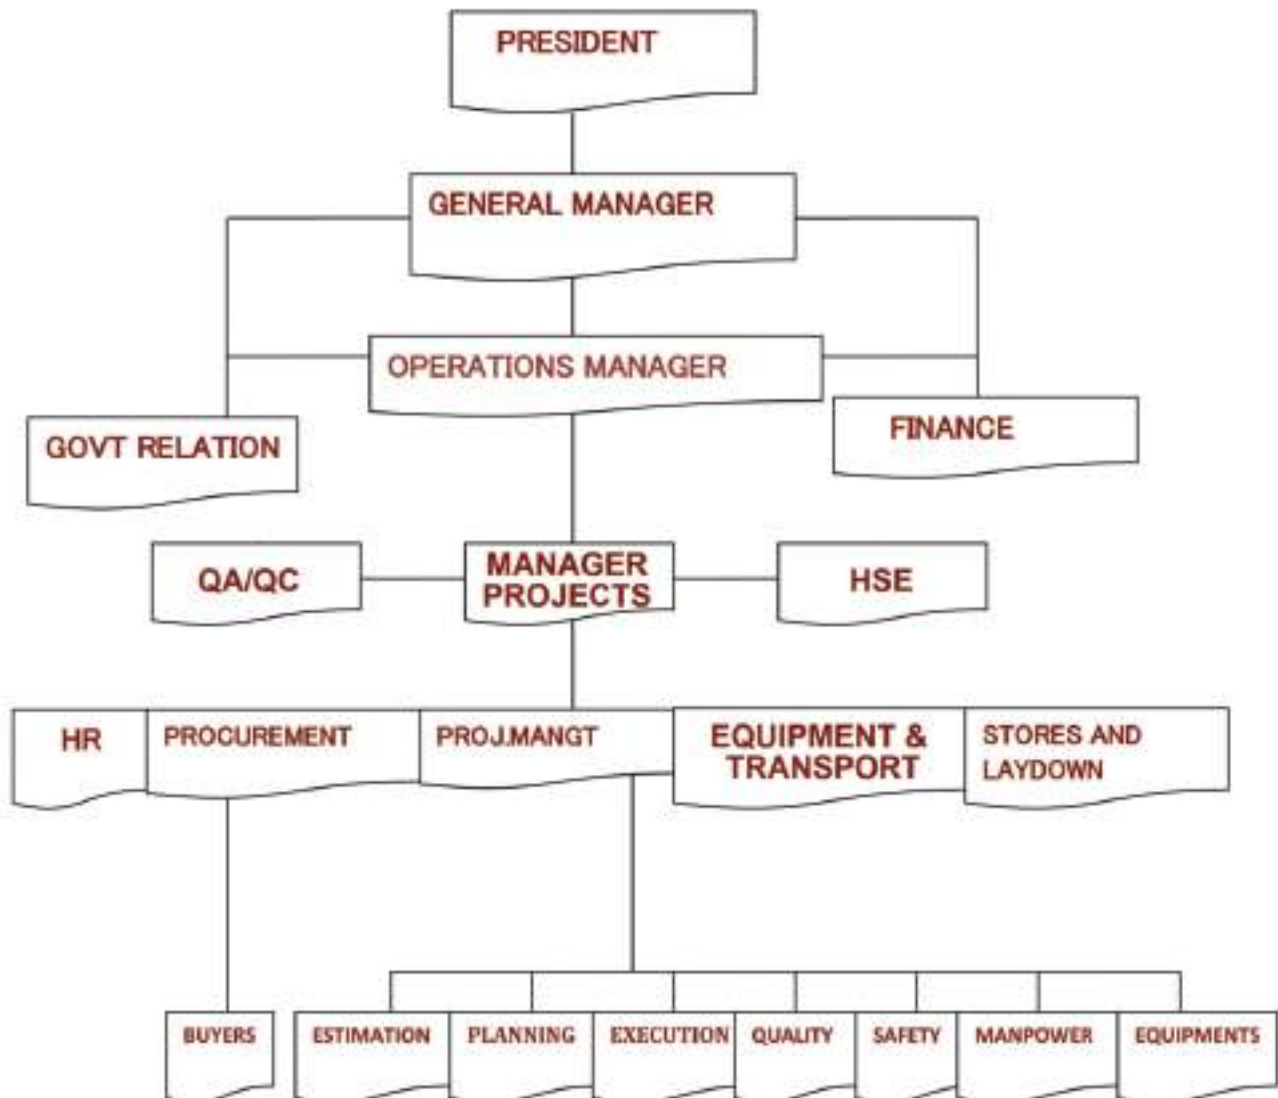 PRESIDENT
GENERAL MANAGER
OPERATIONS MANAGER
GOVT RELATION
FINANCE
QA/QC
MANAGER
PROJECTS
HSE
HR
PROCUREMENT
PROJ.MANGT
EQUIPMENT &
TRANSPORT
STORES AND
LAYDOWN
BUYERS
ESTIMATION
PLANNING
EXECUTION
QUALITY
SAFETY
MANPOWER
EQUIPMENTS